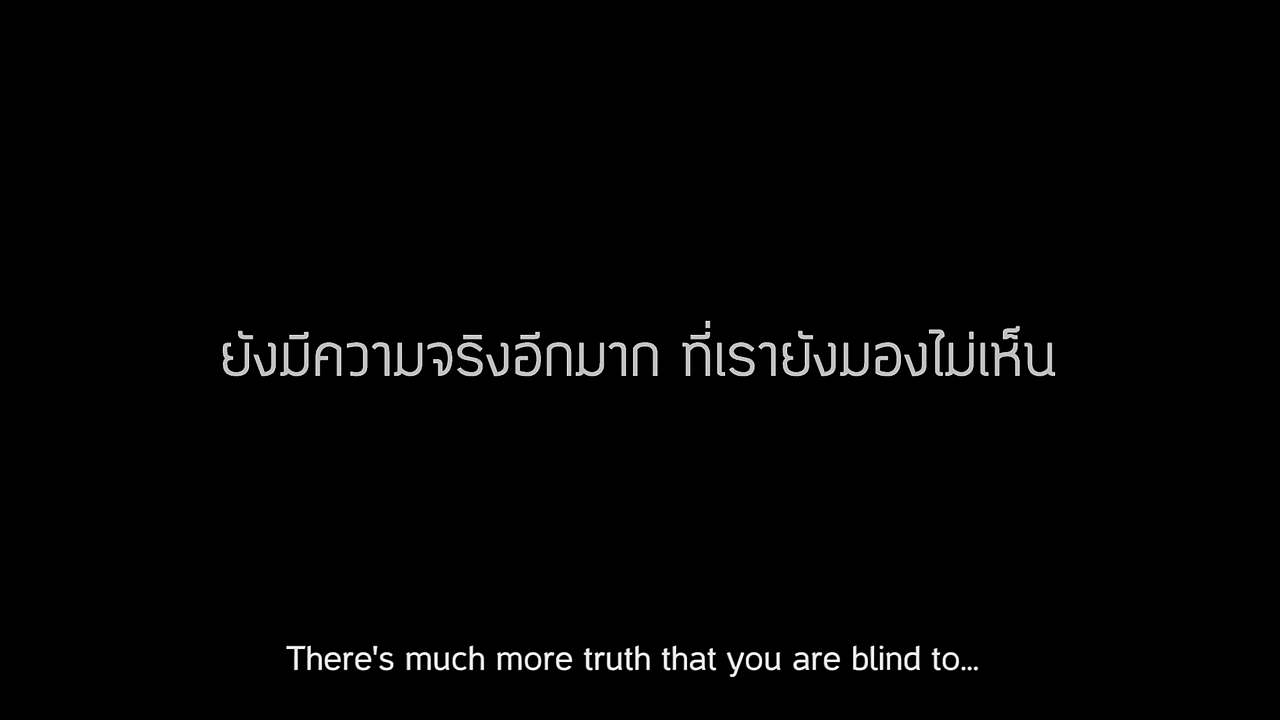 ยังมีความจริงอีกมาก ที่เรายังมองไม่เห็น
There's much more truth that you are blind to...